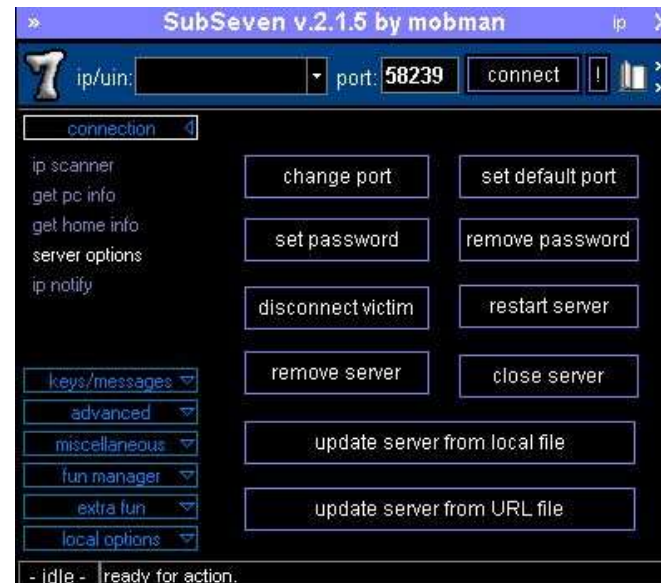 » SubSeven v.2.1.5 by mobman ip
ip/uin: port: 58239 connect !
connection
ip scanner
get pc info
get home info
server options
ip notify
keys/messages
advanced
miscellaneous
fun manager
extra fun
local options
change port set default port
set password remove password
disconnect victim restart server
remove server close server
update server from local file
update server from URL file
- idle - ready for action.